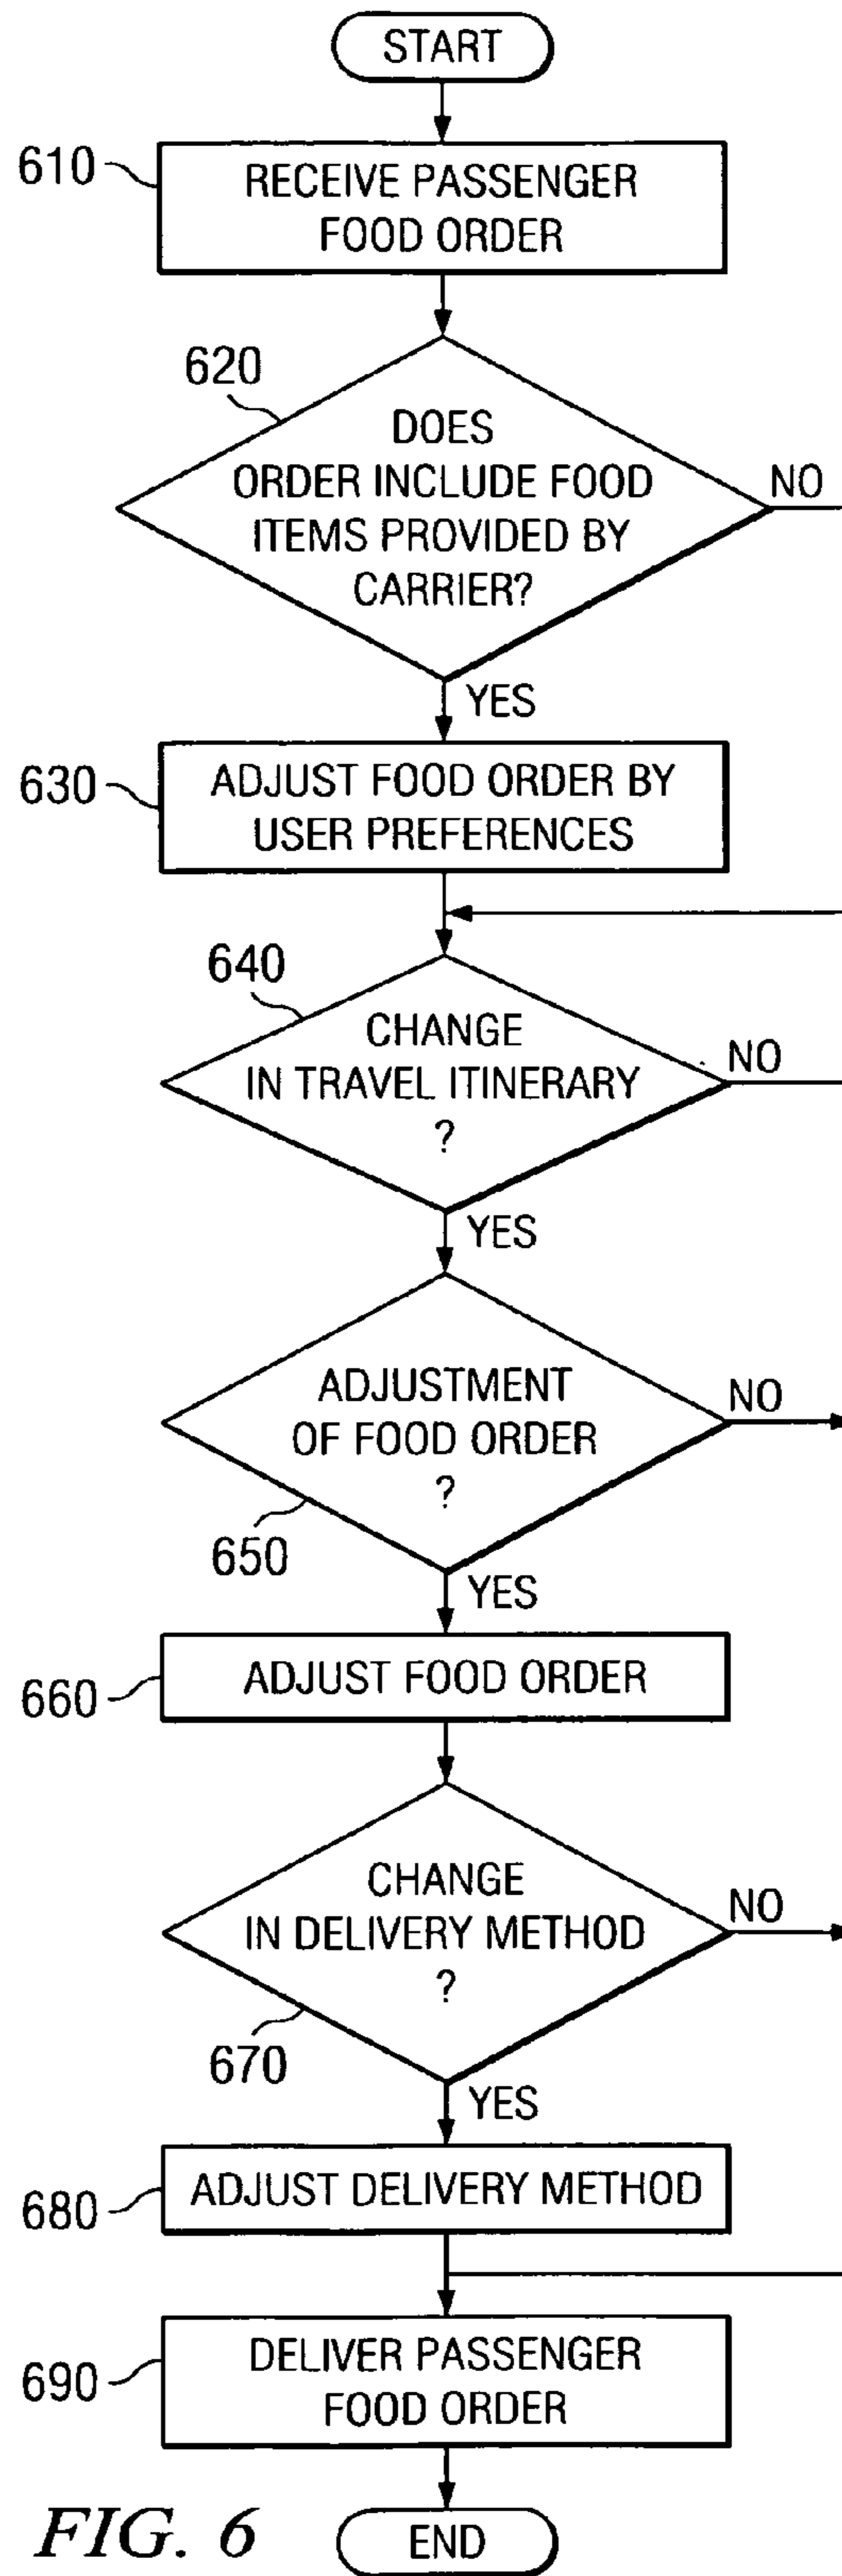 START
610
RECEIVE PASSENGER
FOOD ORDER
620
DOES
ORDER INCLUDE FOOD
ITEMS PROVIDED BY
CARRIER?
NO
YES
630
ADJUST FOOD ORDER BY
USER PREFERENCES
640
CHANGE
IN TRAVEL ITINERARY
?
NO
YES
ADJUSTMENT
OF FOOD ORDER
?
NO
650
YES
660
ADJUST FOOD ORDER
CHANGE
IN DELIVERY METHOD
?
NO
670
YES
680
ADJUST DELIVERY METHOD
690
DELIVER PASSENGER
FOOD ORDER
FIG. 6
END